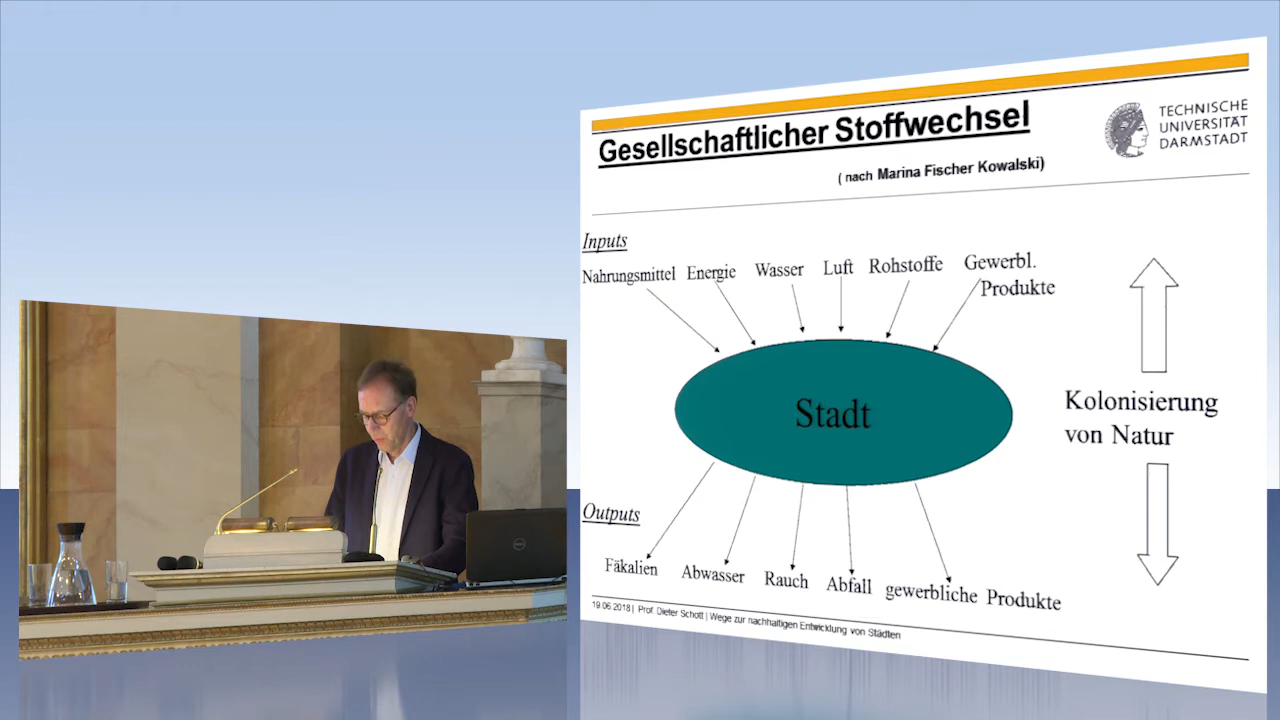 Gesellschaftlicher Stoffwechsel
( nach Marina Fischer Kowalski)
TECHNISCHE
UNIVERSITÄT
DARMSTADT
Inputs
Nahrungsmittel Energie Wasser Luft Rohstoffe Gewerbl.
Produkte
Stadt
Kolonisierung
von Natur
Outputs
Fäkalien Abwasser Rauch Abfall gewerbliche Produkte
19.06.2018 | Prof. Dieter Schott | Wege zur nachhaltigen Entwicklung von Städten
DELL